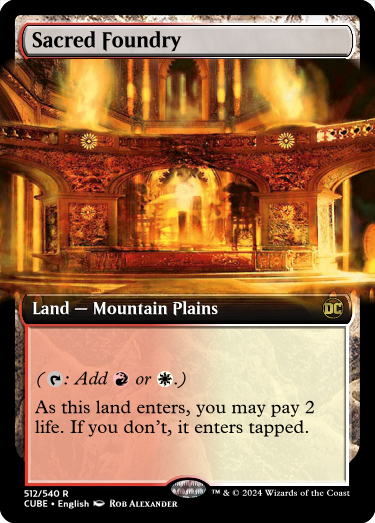 Sacred Foundry
Land — Mountain Plains
DC
( : Add or .)
As this land enters, you may pay 2
life. If you don't, it enters tapped.
512/540 R
CUBE • English Rob Alexander
™ & © 2024 Wizards of the Coast